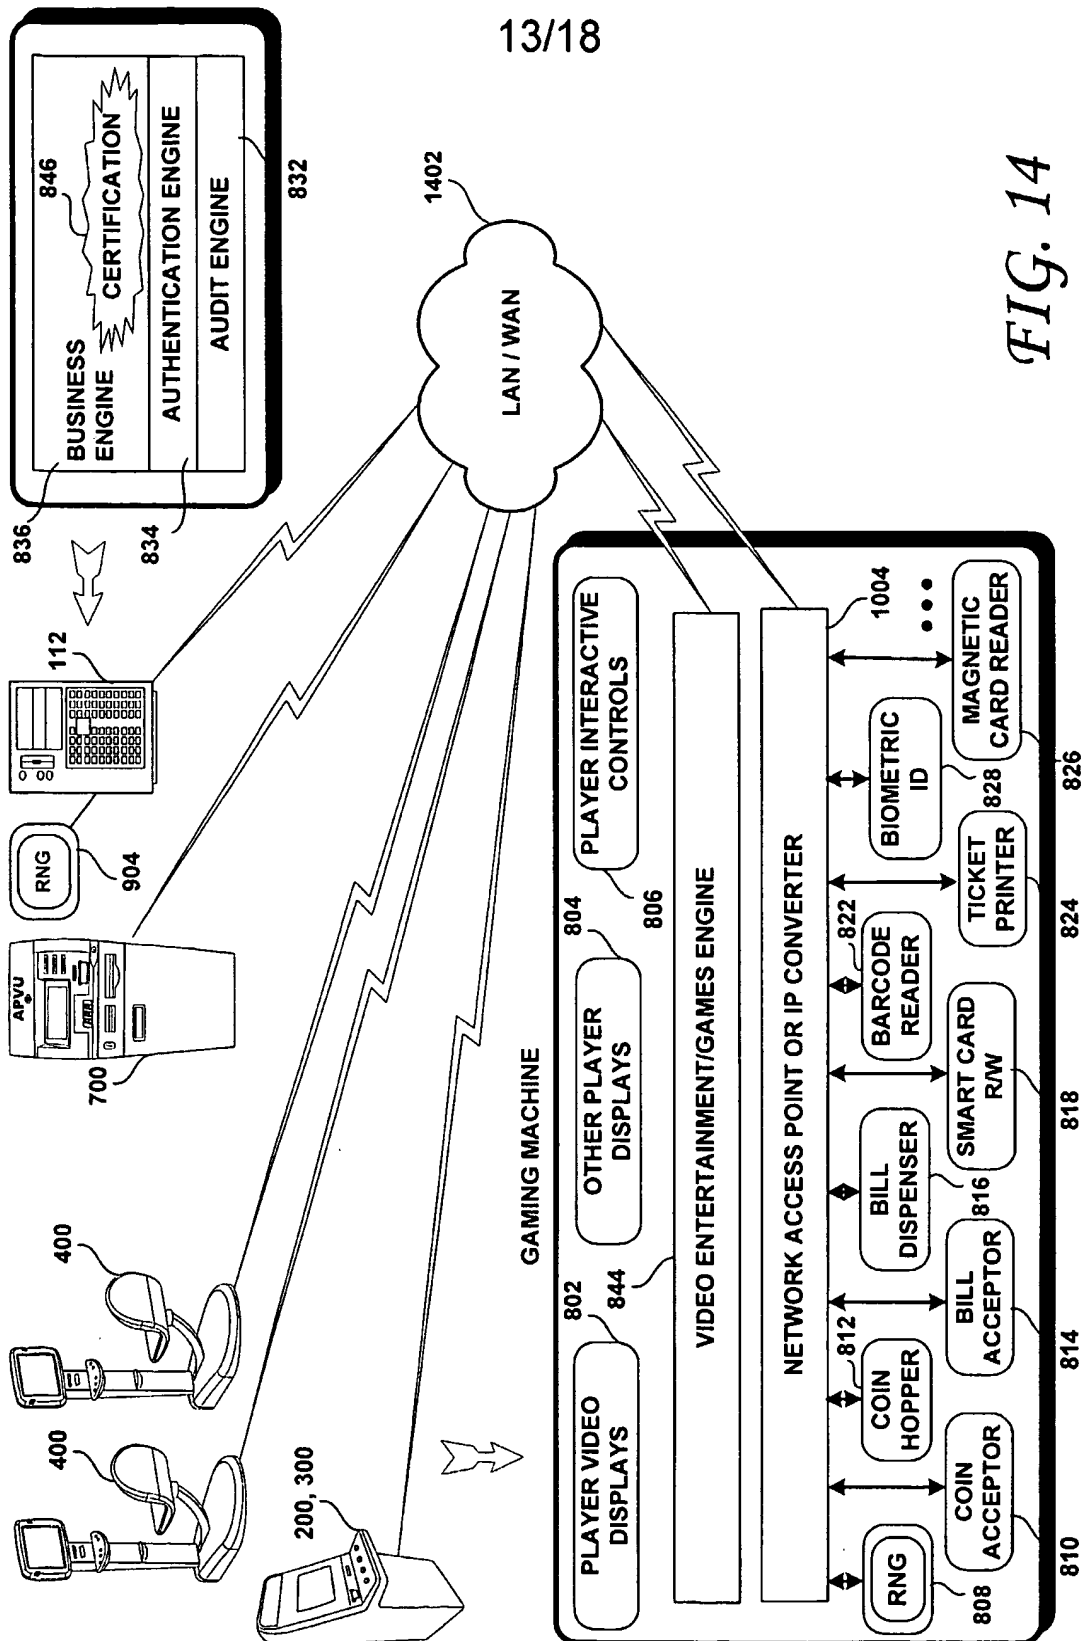 13/18
BUSINESS
ENGINE
CERTIFICATION
AUTHENTICATION ENGINE
AUDIT ENGINE
836
834
846
832
112
RNG
904
APVU
700
400
400
200, 300
LAN / WAN
1402
GAMING MACHINE
PLAYER VIDEO
DISPLAYS
802
OTHER PLAYER
DISPLAYS
804
PLAYER INTERACTIVE
CONTROLS
806
844
VIDEO ENTERTAINMENT/GAMES ENGINE
NETWORK ACCESS POINT OR IP CONVERTER
1004
RNG
808
COIN
ACCEPTOR
810
COIN
HOPPER
812
BILL
ACCEPTOR
814
BILL
DISPENSER
816
SMART CARD
R/W
818
BARCODE
READER
822
TICKET
PRINTER
824
BIOMETRIC
ID
828
MAGNETIC
CARD READER
826
FIG. 14